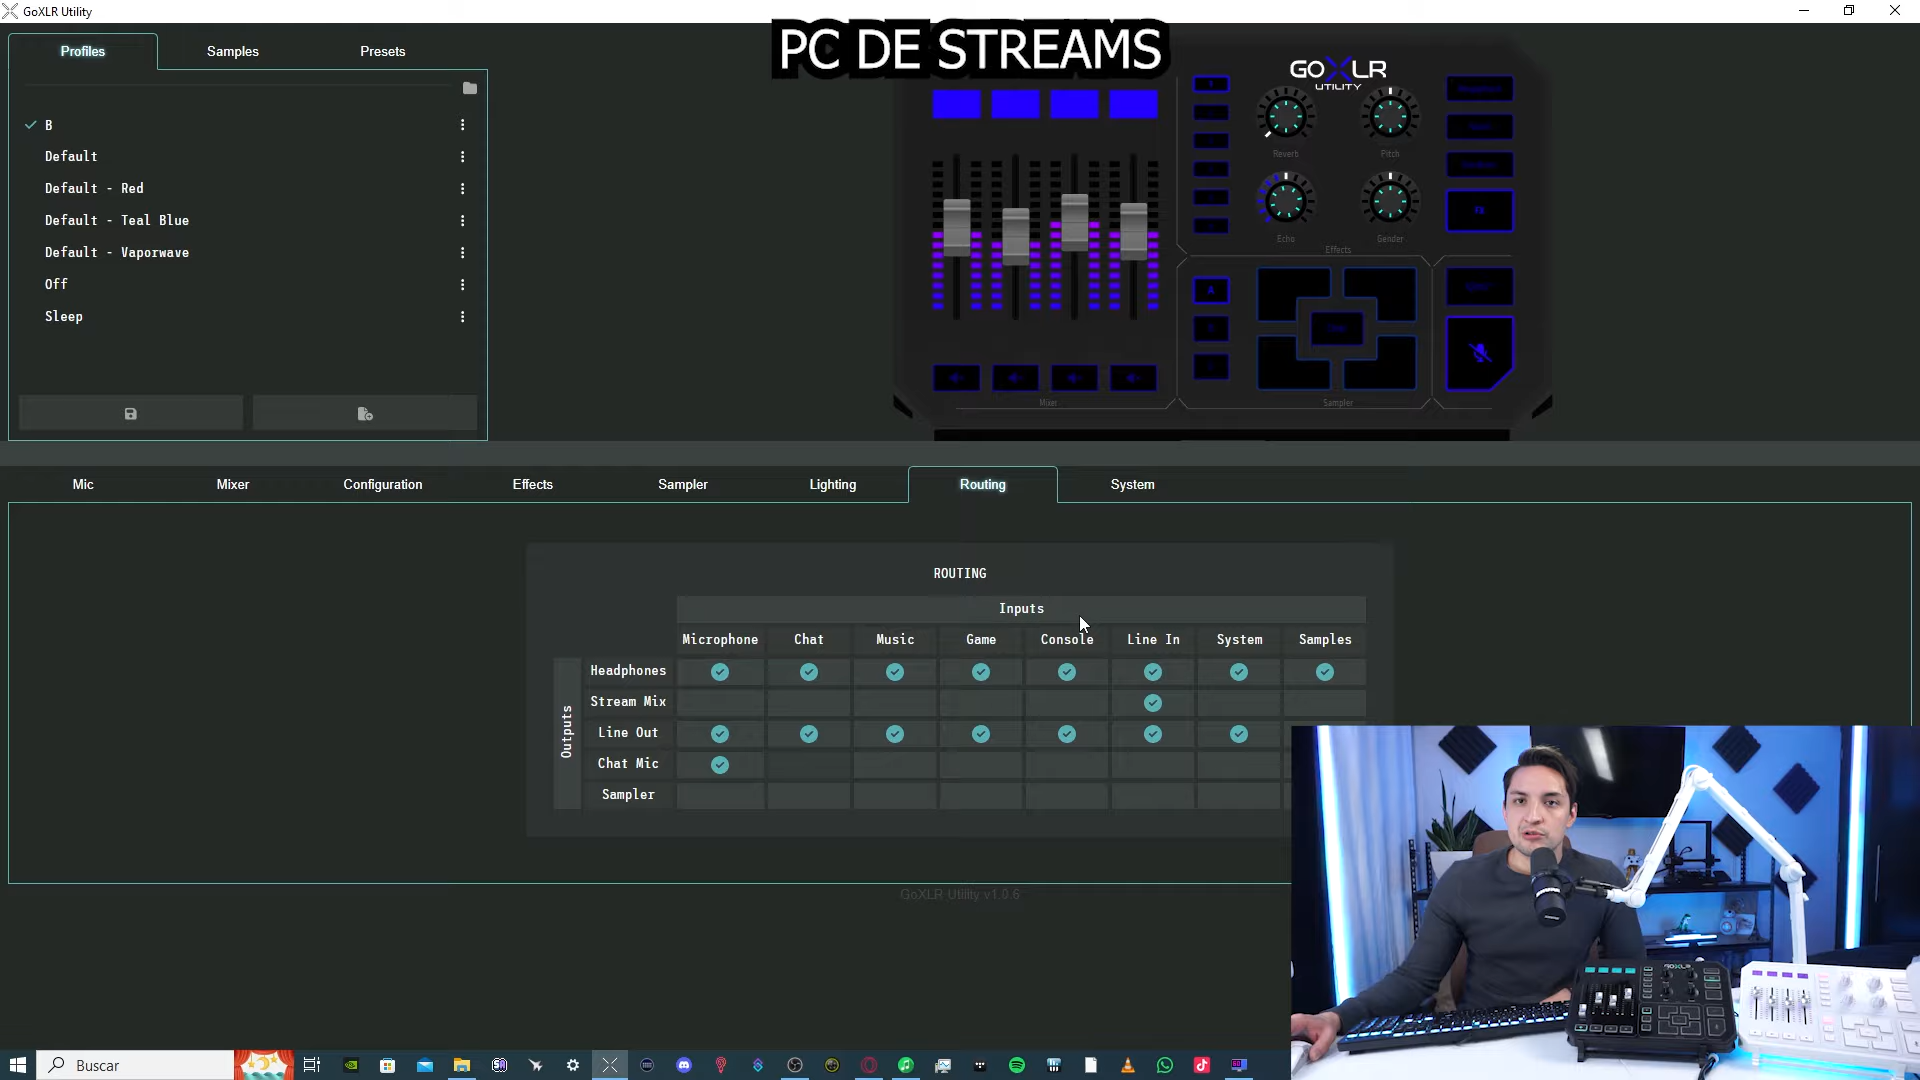 GoXLR Utility
PC DE STREAMS
Profiles
Samples
Presets
B
Default
Default - Red
Default - Teal Blue
Default - Vaporwave
Off
Sleep
GOXLR
UTILITY
Reverb
Pitch
Echo
Gender
Effects
FX
A
Mixer
Sampler
Mic
Mixer
Configuration
Effects
Sampler
Lighting
Routing
System
ROUTING
Inputs
Microphone
Chat
Music
Game
Console
Line In
System
Samples
Outputs
Headphones
Stream Mix
Line Out
Chat Mic
Sampler
GoXLR Utility v1.0.6
GOXLR
Buscar